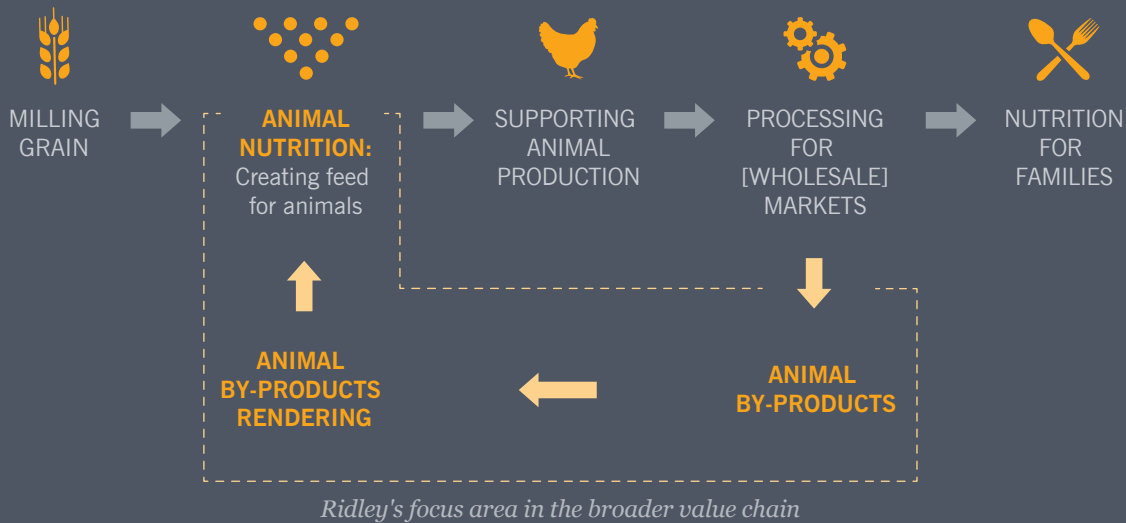 MILLING
GRAIN
ANIMAL
NUTRITION:
Creating feed
for animals
SUPPORTING
ANIMAL
PRODUCTION
PROCESSING
FOR
[WHOLESALE]
MARKETS
NUTRITION
FOR
FAMILIES
ANIMAL
BY-PRODUCTS
RENDERING
ANIMAL
BY-PRODUCTS
Ridley's focus area in the broader value chain